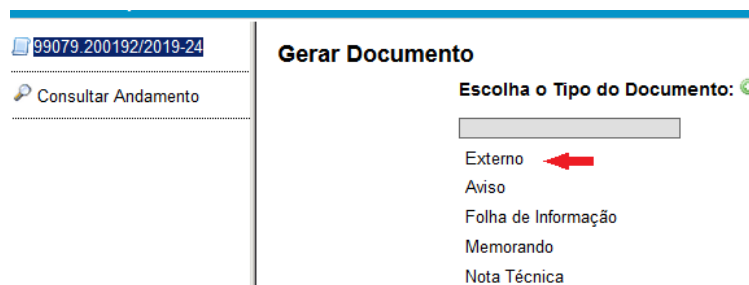 99079.200192/2019-24
Consultar Andamento
Gerar Documento
Escolha o Tipo do Documento:
Externo
Aviso
Folha de Informação
Memorando
Nota Técnica